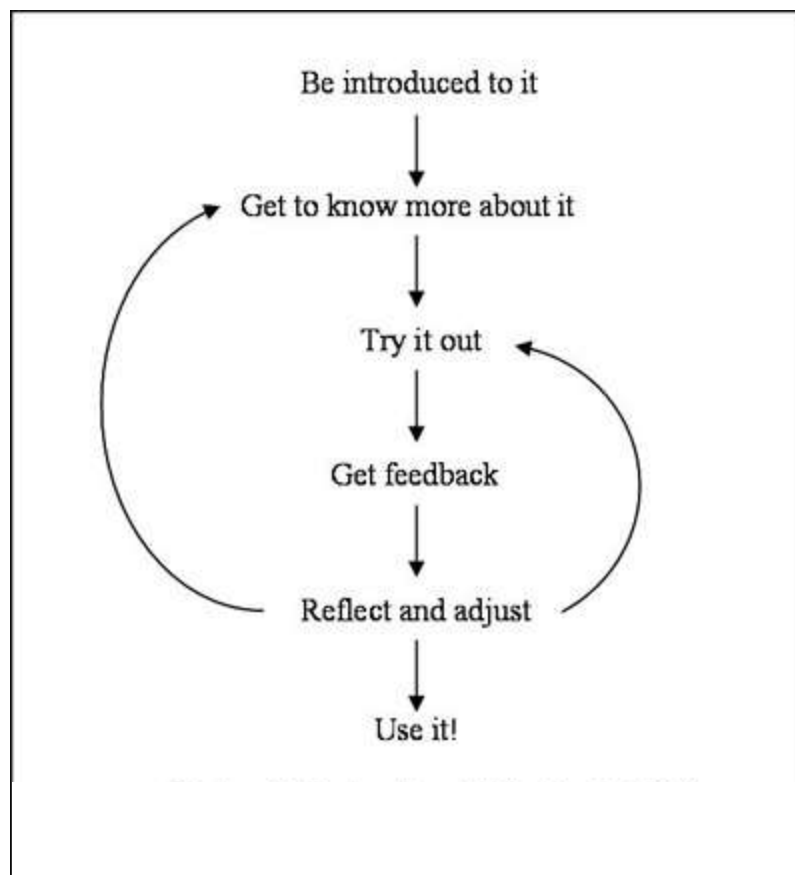 Be introduced to it
Get to know more about it
Try it out
Get feedback
Reflect and adjust
Use it!